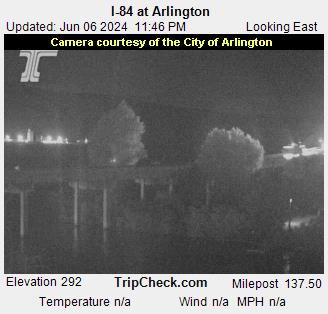 I-84 at Arlington
Updated: Jun 06 2024 11:46 PM Looking East
Camera courtesy of the City of Arlington
Elevation 292 TripCheck.com Milepost 137.50
Temperature n/a Wind n/a MPH n/a